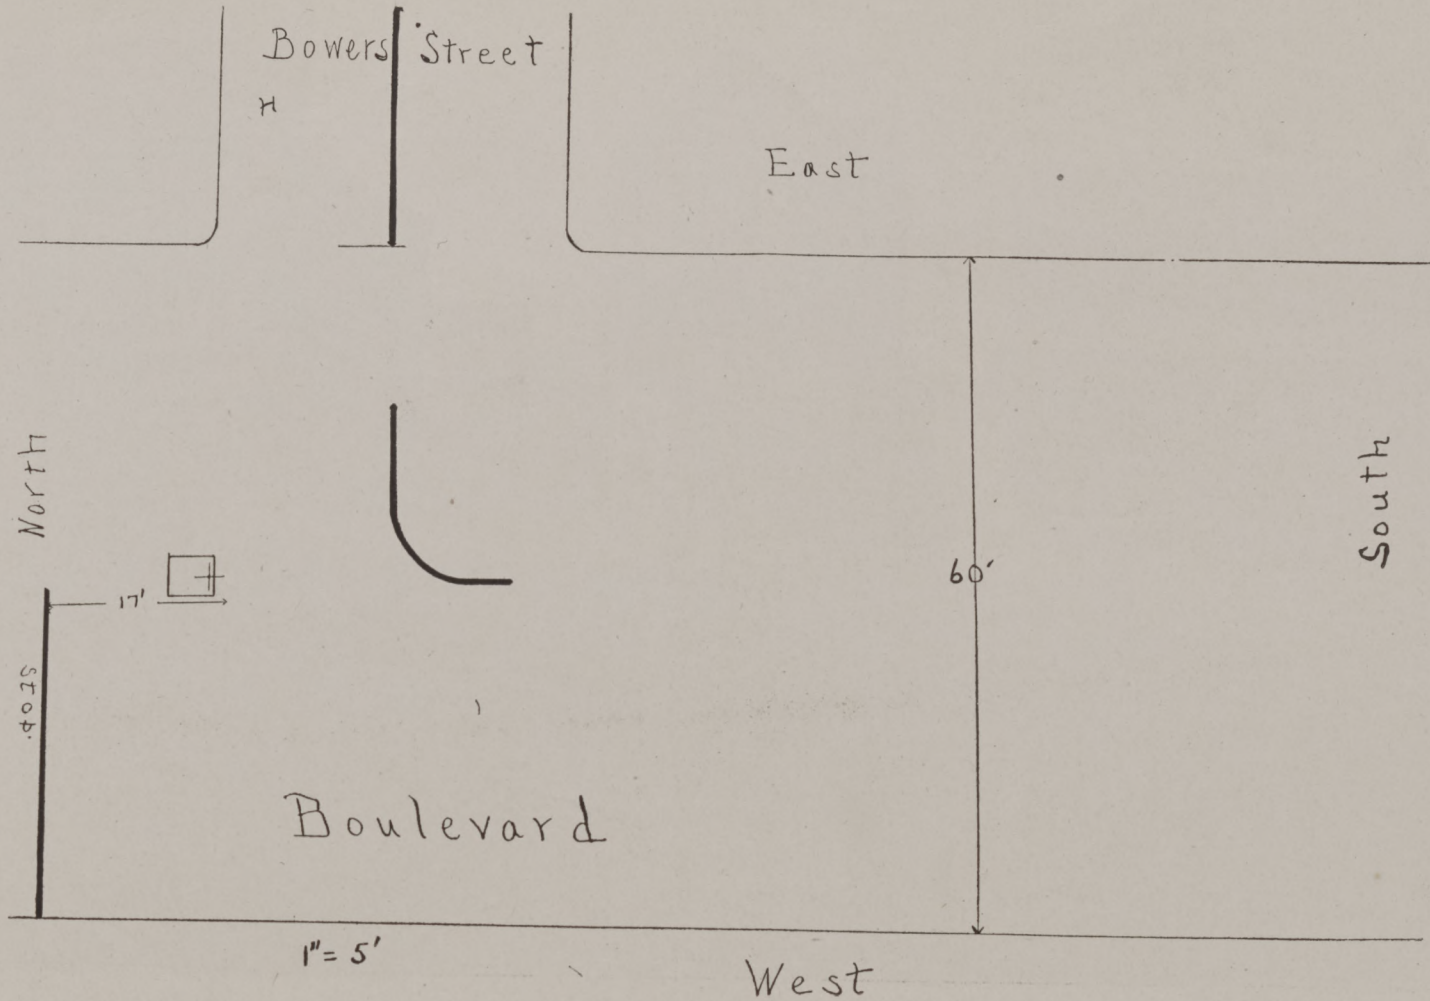 Bowers Street
H
East
North
South
60'
17'
STOP.
Boulevard
1" = 5'
West